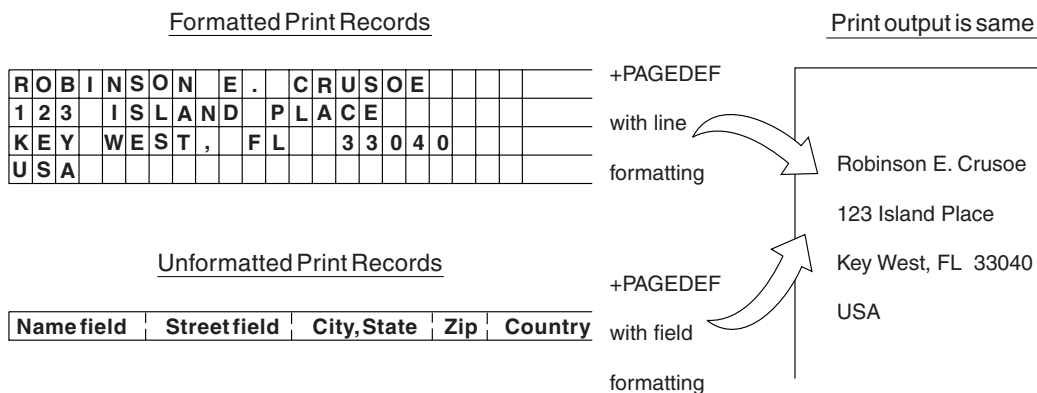 Formatted Print Records
Print output is same
ROBINSON E. CRUSOE
123 ISLAND PLACE
KEY WEST, FL 33040
USA
+PAGEDEF
with line
formatting
Robinson E. Crusoe
123 Island Place
Key West, FL 33040
USA
Unformatted Print Records
Name field Street field City, State Zip Country
+PAGEDEF
with field
formatting